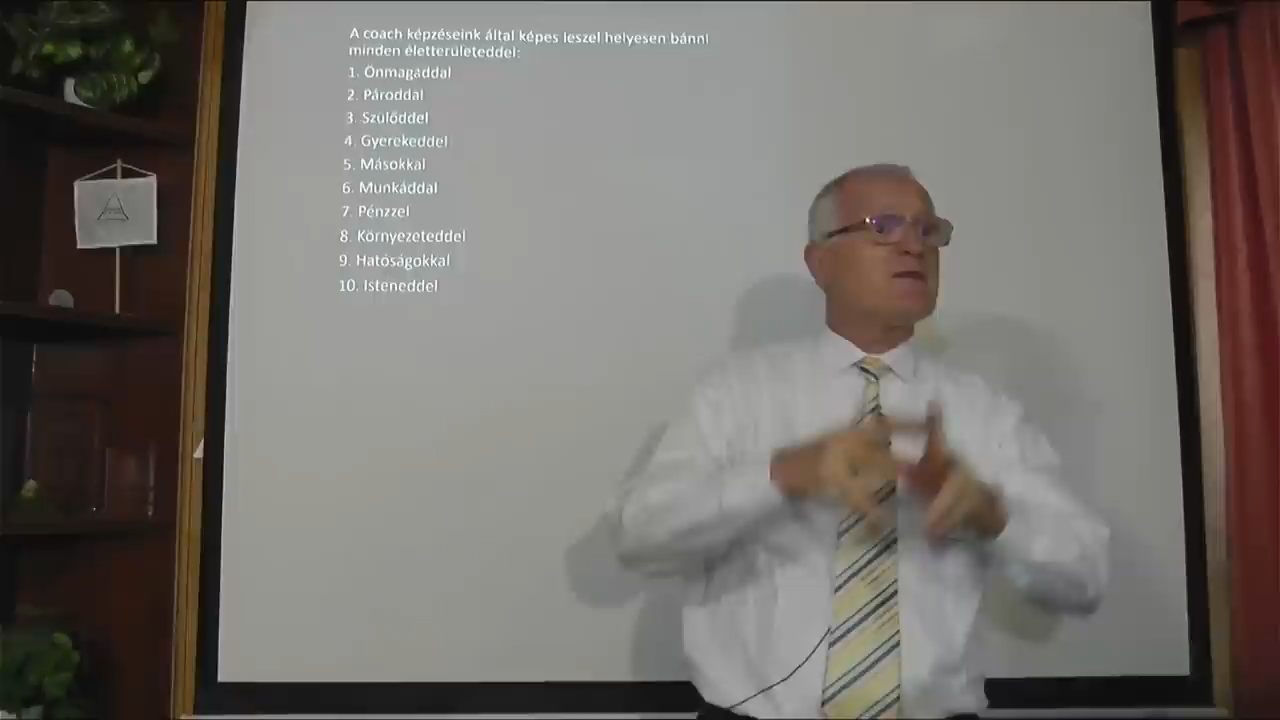 A coach képzéseink által képes leszel helyesen bánni
minden életterületeddel:
1. Önmagaddal
2. Pároddal
3. Szülőddel
4. Gyerekeddel
5. Másokkal
6. Munkáddal
7. Pénzzel
8. Környezeteddel
9. Hatóságokkal
10. Isteneddel